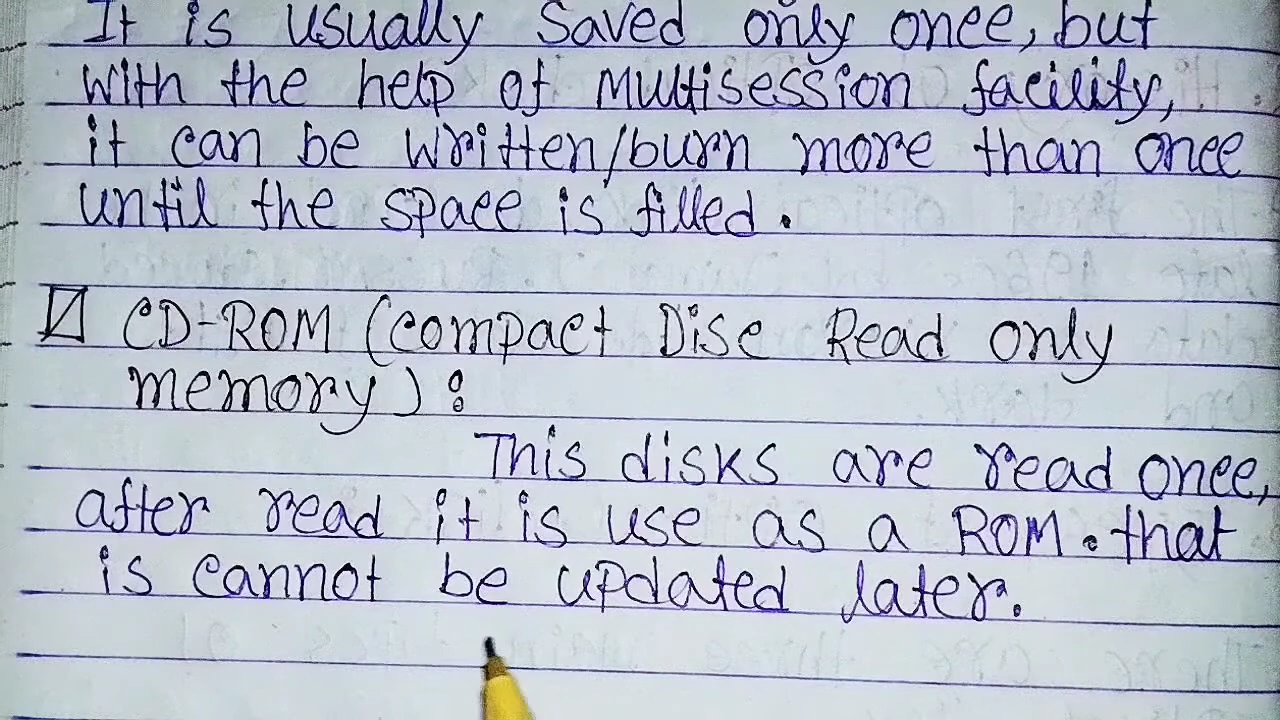 It is usually saved only once, but
with the help of Multisession facility,
it can be written/burn more than once
until the space is filled.
CD-ROM (compact Disc Read only
memory) :
This disks are read once,
after read it is use as a ROM. that
is cannot be updated later.